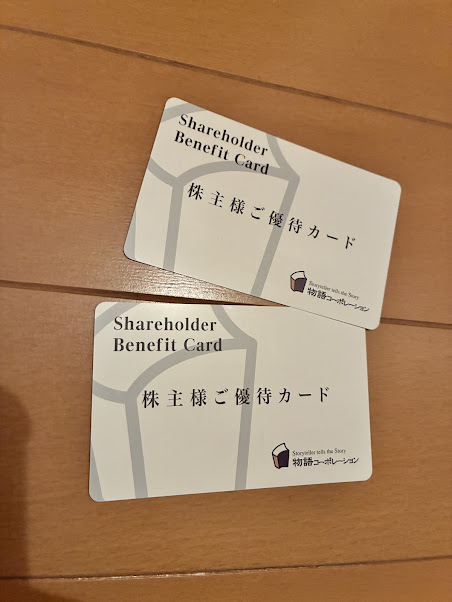 Shareholder
Benefit Card
株主様ご優待カード
Storyteller tells the Story
物語コーポレーション
Shareholder
Benefit Card
株主様ご優待カード
Storyteller tells the Story
物語コーポレーション